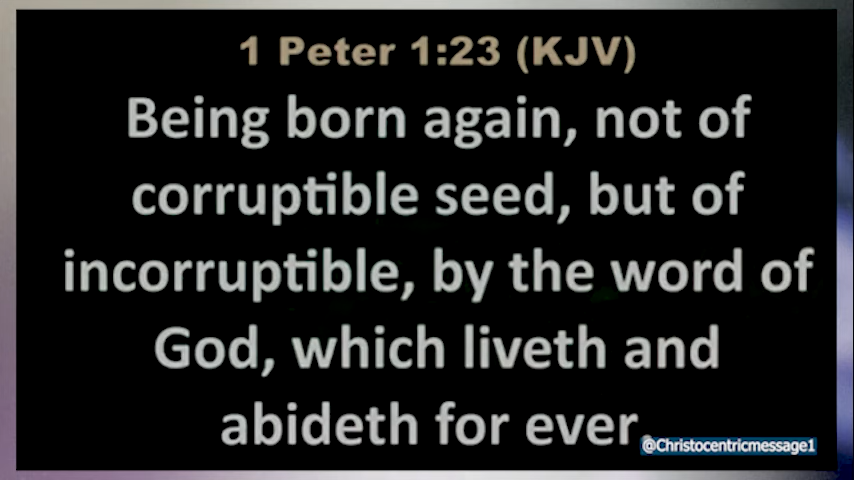 1 Peter 1:23 (KJV)
Being born again, not of
corruptible seed, but of
incorruptible, by the word of
God, which liveth and
abideth for ever.
@Christocentricmessage1